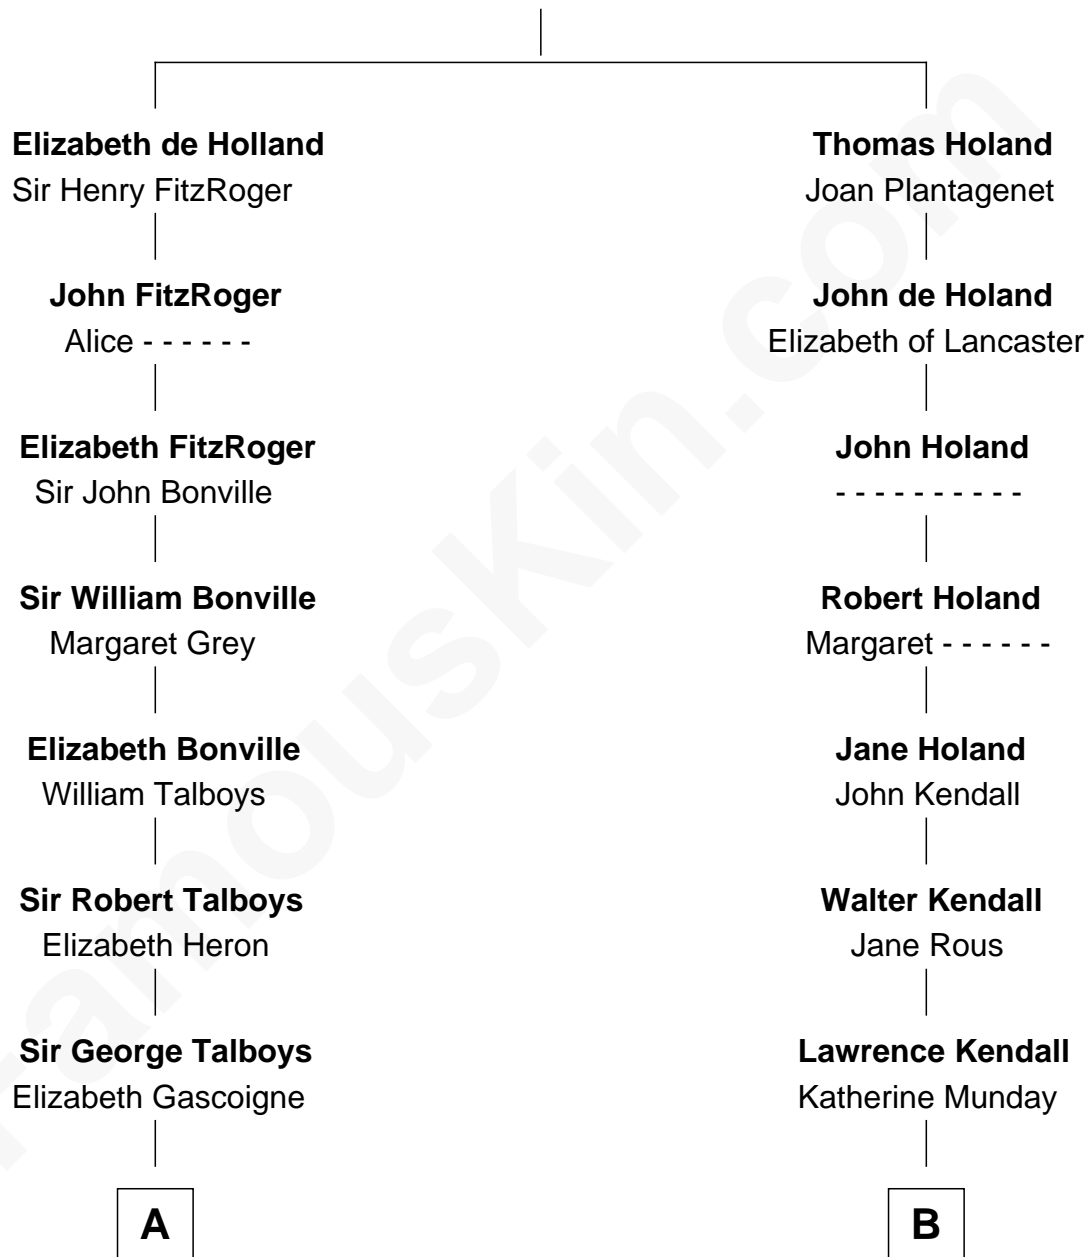 Elizabeth de Holland
Sir Henry FitzRoger
John FitzRoger
Alice - - - - - -
Elizabeth FitzRoger
Sir John Bonville
Sir William Bonville
Margaret Grey
Elizabeth Bonville
William Talboys
Sir Robert Talboys
Elizabeth Heron
Sir George Talboys
Elizabeth Gascoigne
A
Thomas Holand
Joan Plantagenet
John de Holand
Elizabeth of Lancaster
John Holand
- - - - - - - - - -
Robert Holand
Margaret - - - - - -
Jane Holand
John Kendall
Walter Kendall
Jane Rous
Lawrence Kendall
Katherine Munday
B
FamousKin.com